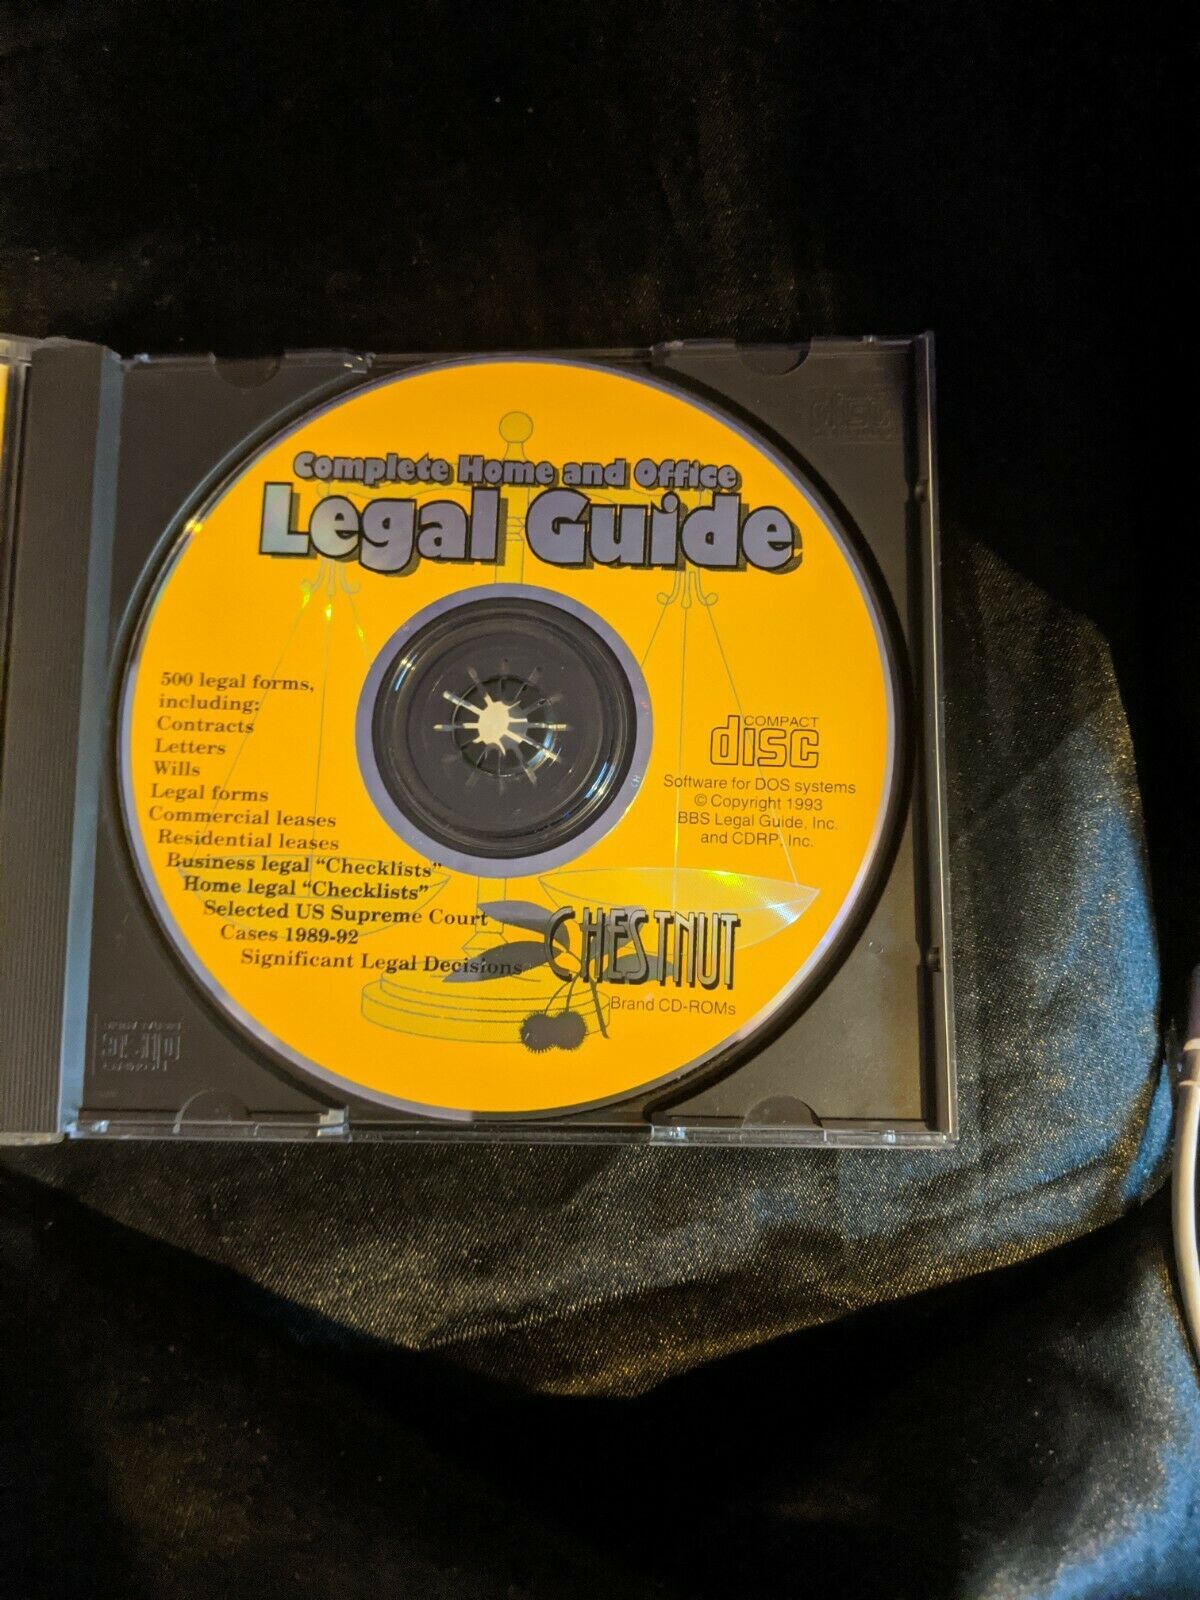 Complete Home and Office
Legal Guide
500 legal forms,
including:
Contracts
Letters
Wills
Legal forms
Commercial leases
Residential leases
Business legal “Checklists”
Home legal “Checklists”
Selected US Supreme Court
Cases 1989-92
Significant Legal Decisions
COMPACT
disc
Software for DOS systems
© Copyright 1993
BBS Legal Guide, Inc.
and CDRP, Inc.
CHESTNUT
Brand CD-ROMs